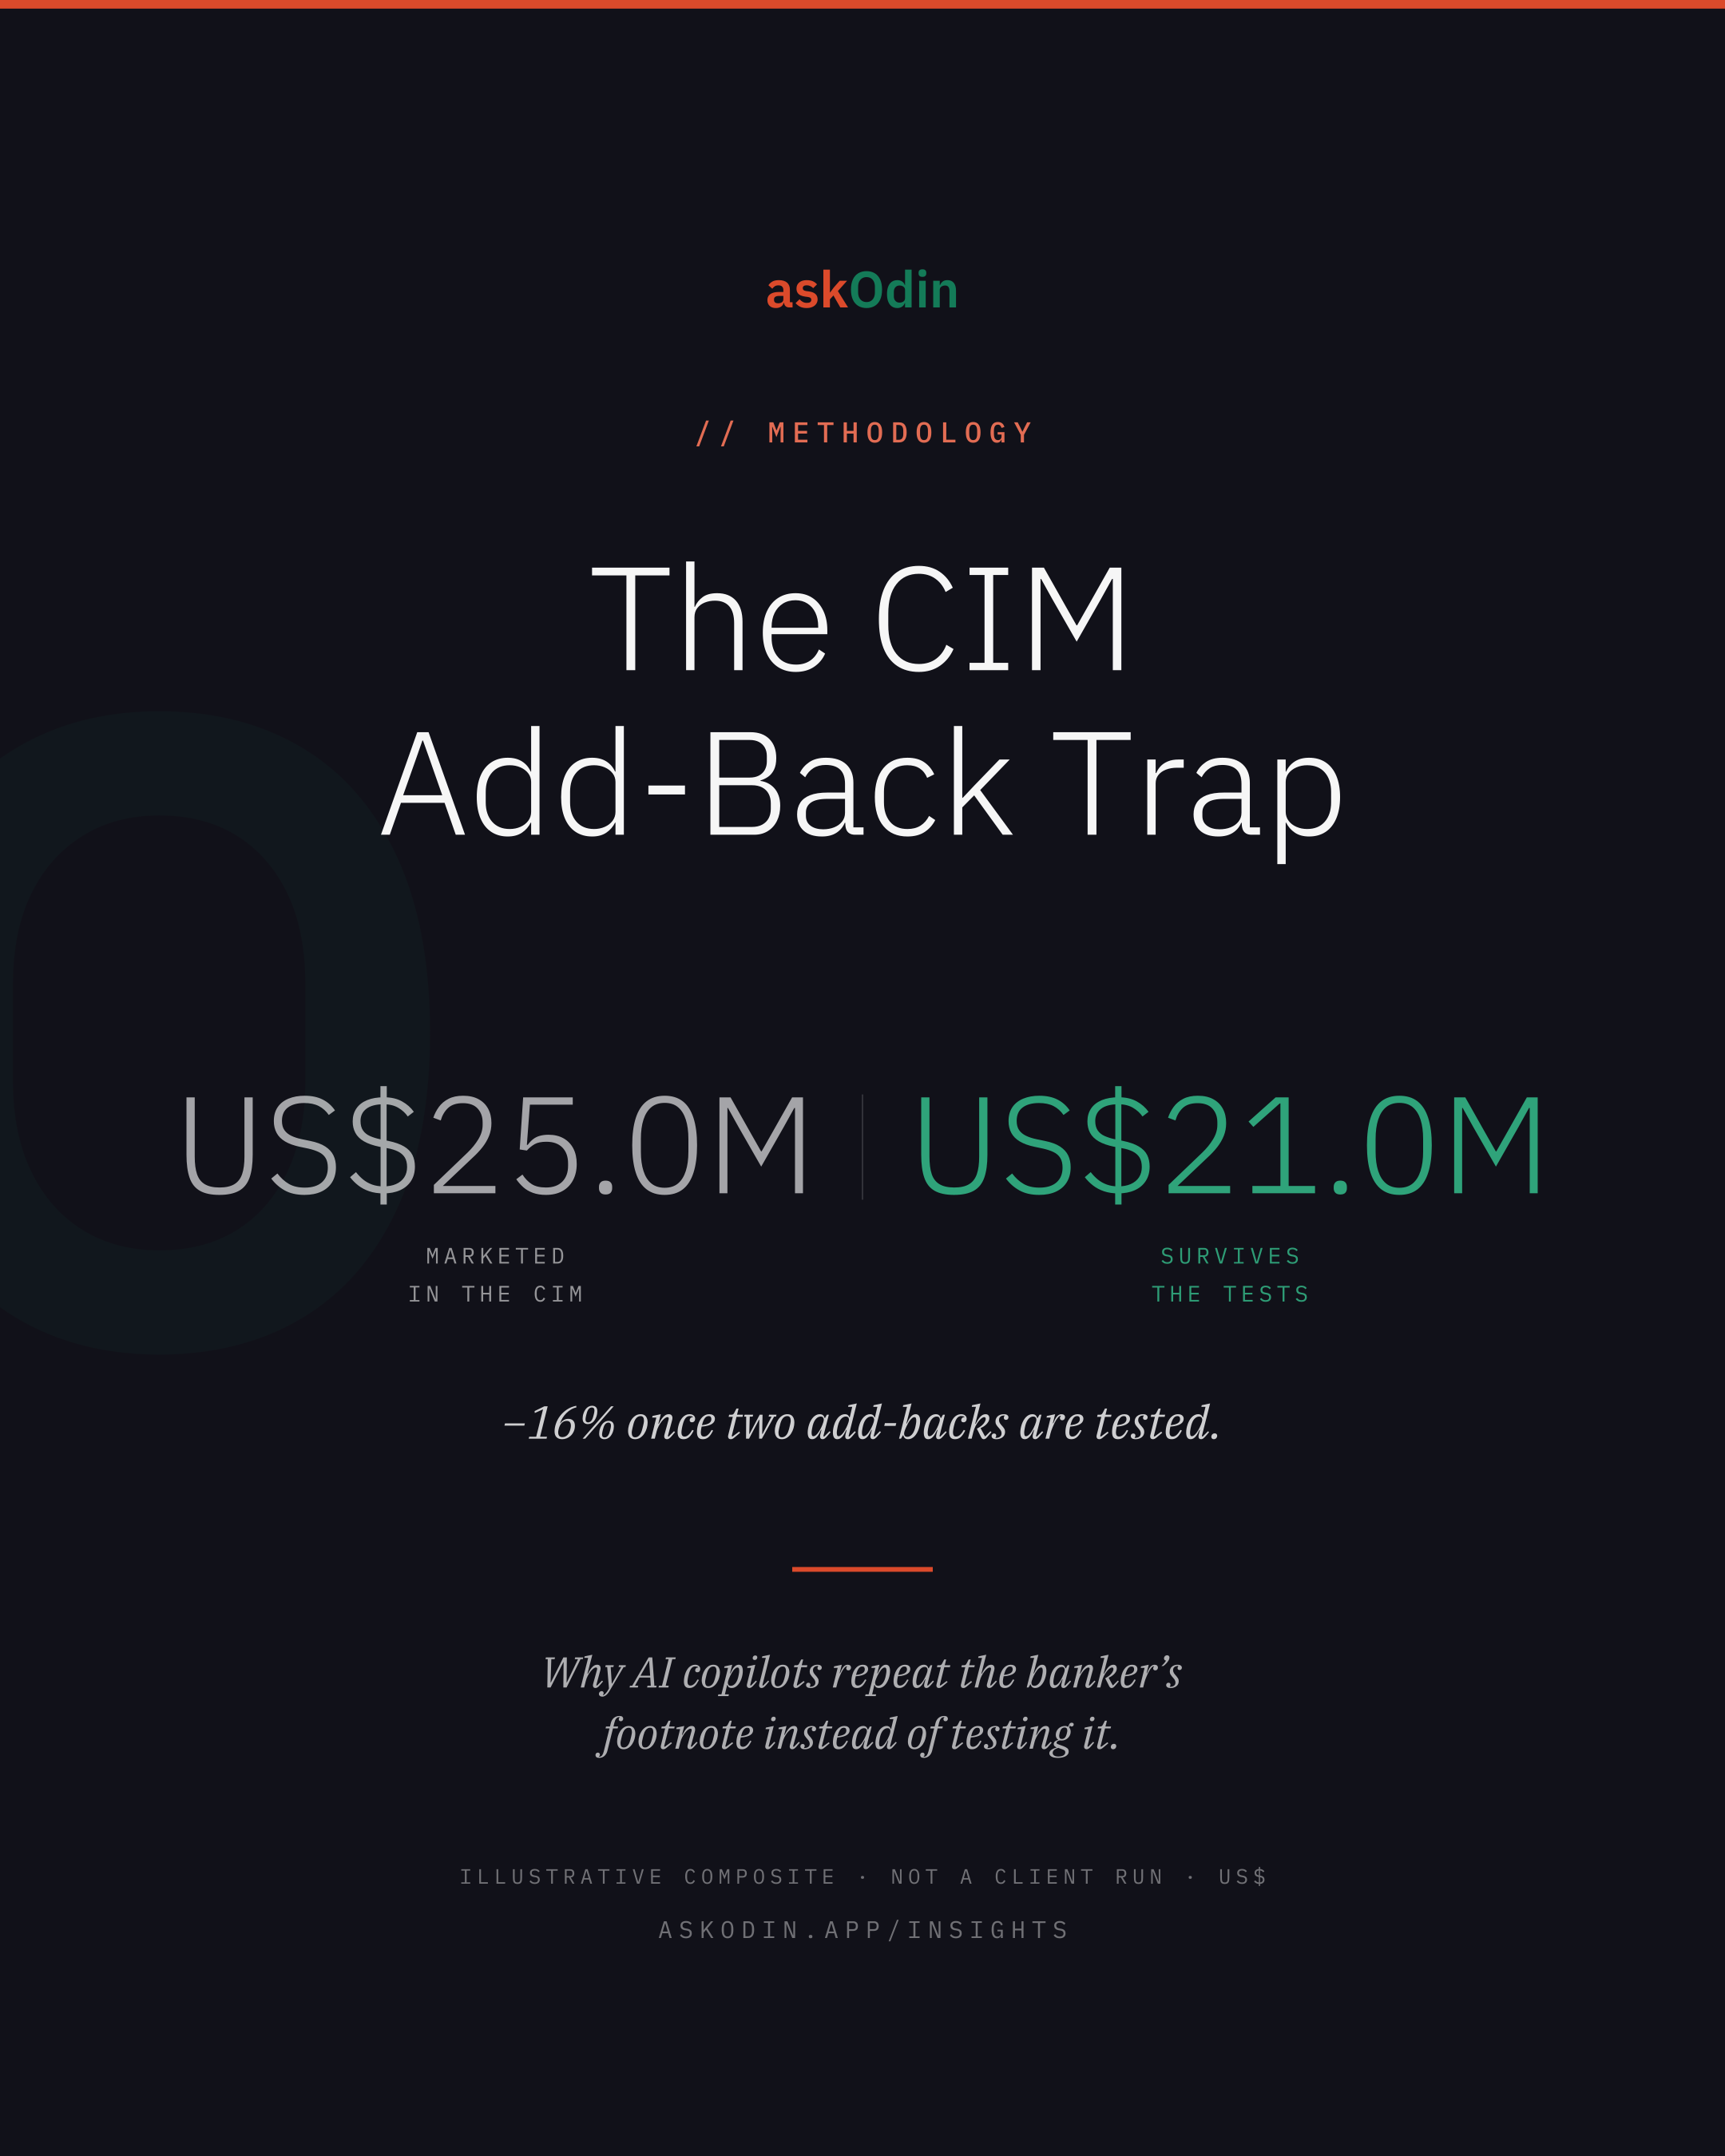 askOdin
// METHODOLOGY
The CIM
Add-Back Trap
US$25.0M
US$21.0M
MARKETED
IN THE CIM
SURVIVES
THE TESTS
–16% once two add-backs are tested.
Why AI copilots repeat the banker’s
footnote instead of testing it.
ILLUSTRATIVE COMPOSITE · NOT A CLIENT RUN · US$
ASKODIN.APP/INSIGHTS